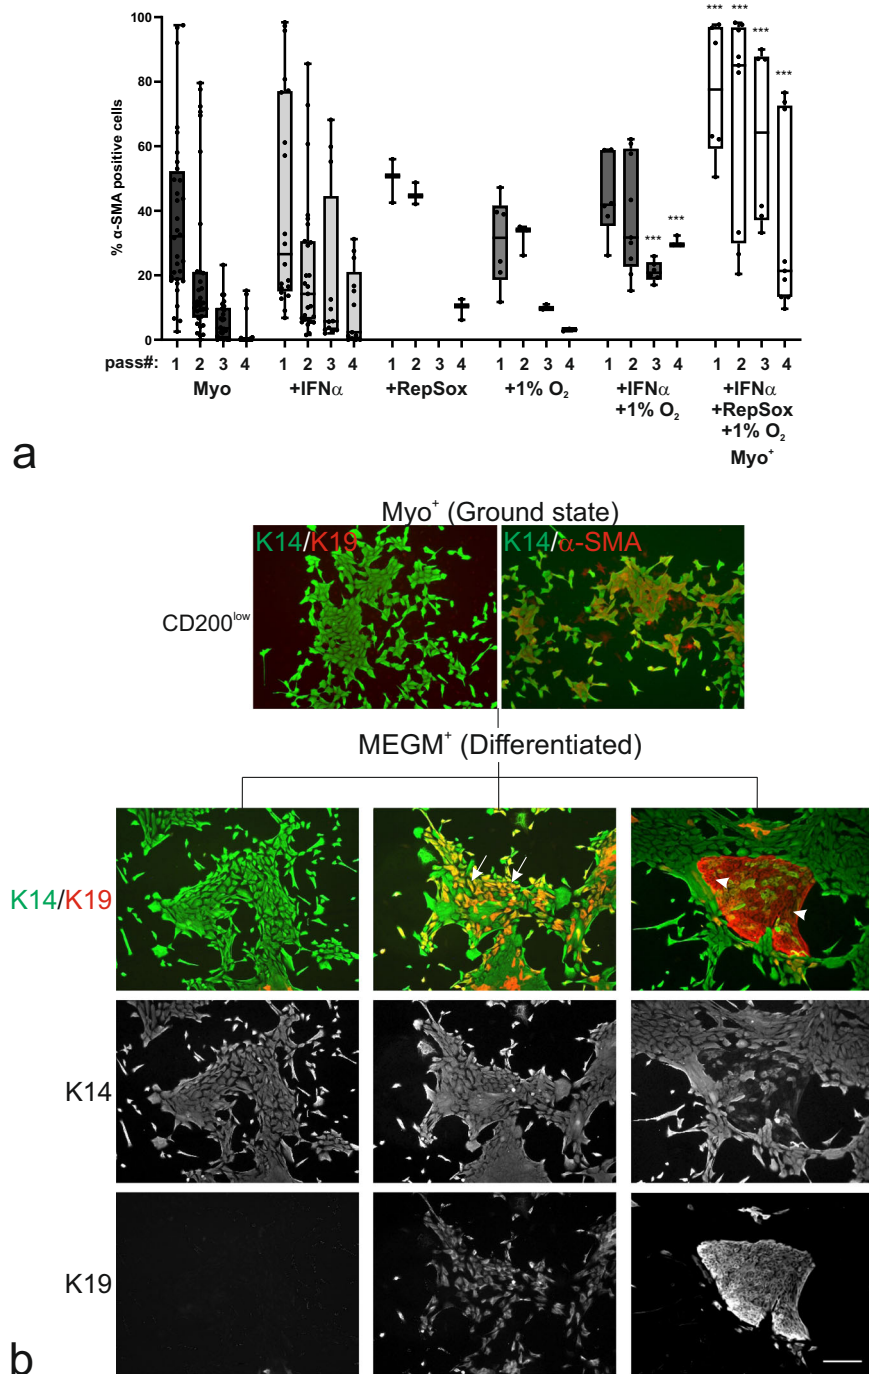 % α-SMA positive cells
100
80
60
40
20
0
*** *** *** *** *** ***
pass#: 1 2 3 4 1 2 3 4 1 2 3 4 1 2 3 4 1 2 3 4 1 2 3 4
Myo +IFNα +RepSox +1% O₂ +IFNα +IFNα
+1% O₂ +RepSox
+1% O₂
Myo⁺
a
Myo⁺ (Ground state)
K14/K19 K14/α-SMA
CD200ˡᵒʷ
MEGM⁺ (Differentiated)
K14/K19
K14
K19
b